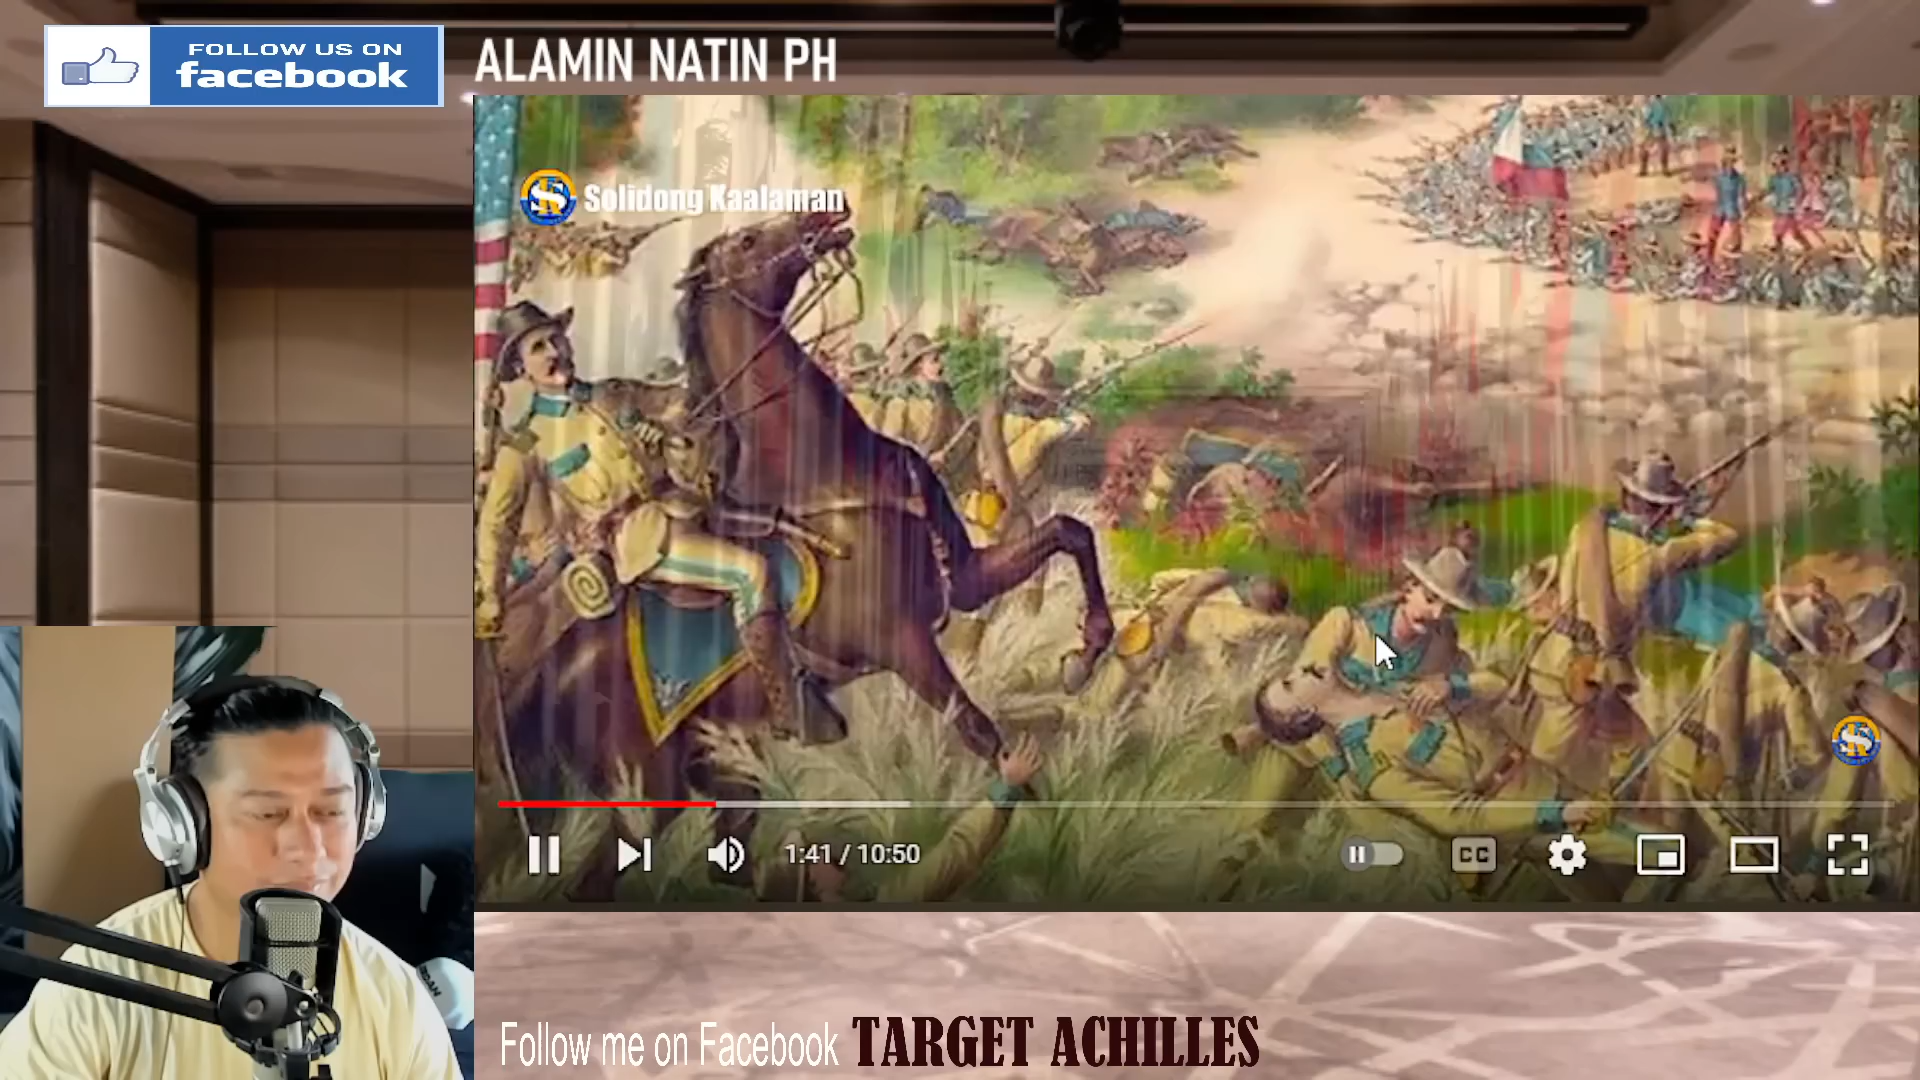 FOLLOW US ON
facebook
ALAMIN NATIN PH
Solidong Kaalaman
1:41 / 10:50
CC
Follow me on Facebook TARGET ACHILLES